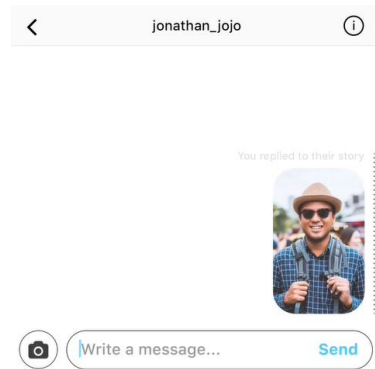 jonathan_jojo
You replied to their story
Write a message...
Send